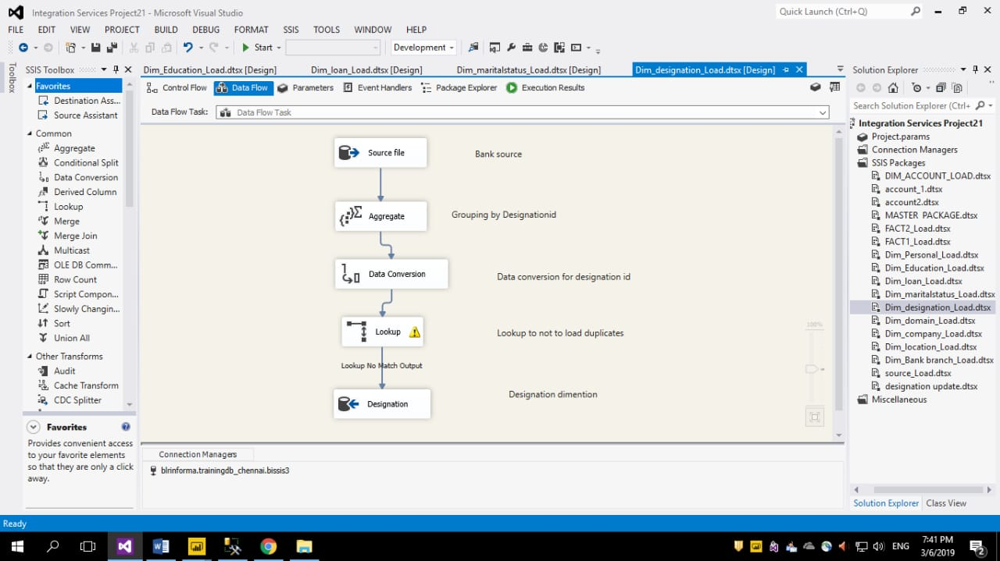 Integration Services Project21 - Microsoft Visual Studio
Quick Launch (Ctrl+Q)
FILE EDIT VIEW PROJECT BUILD DEBUG FORMAT SSIS TOOLS WINDOW HELP
Start Development
Toolbox
SSIS Toolbox
Favorites
Destination Ass...
Source Assistant
Common
Aggregate
Conditional Split
Data Conversion
Derived Column
Lookup
Merge
Merge Join
Multicast
OLE DB Comm...
Row Count
Script Compon...
Slowly Changin...
Sort
Union All
Other Transforms
Audit
Cache Transform
CDC Splitter
Favorites
Provides convenient access
to your favorite elements
so that they are only a click
away.
Dim_Education_Load.dtsx [Design] Dim_loan_Load.dtsx [Design] Dim_maritalstatus_Load.dtsx [Design] Dim_designation_Load.dtsx [Design]
Control Flow Data Flow Parameters Event Handlers Package Explorer Execution Results
Data Flow Task: Data Flow Task
Source file Bank source
Aggregate Grouping by Designationid
Data Conversion Data conversion for designation id
Lookup Lookup to not to load duplicates
Lookup No Match Output
Designation Designation dimention
100%
Connection Managers
blrinforma.trainingdb_chennai.bissis3
Solution Explorer
Search Solution Explorer (Ctrl+
Integration Services Project21
Project.params
Connection Managers
SSIS Packages
DIM_ACCOUNT_LOAD.dtsx
account_1.dtsx
account2.dtsx
MASTER PACKAGE.dtsx
FACT2_Load.dtsx
FACT1_Load.dtsx
Dim_Personal_Load.dtsx
Dim_Education_Load.dtsx
Dim_loan_Load.dtsx
Dim_maritalstatus_Load.dtsx
Dim_designation_Load.dtsx
Dim_domain_Load.dtsx
Dim_company_Load.dtsx
Dim_location_Load.dtsx
Dim_Bank branch_Load.dtsx
source_Load.dtsx
designation update.dtsx
Miscellaneous
Solution Explorer Class View
Ready
ENG
7:41 PM
3/6/2019
2